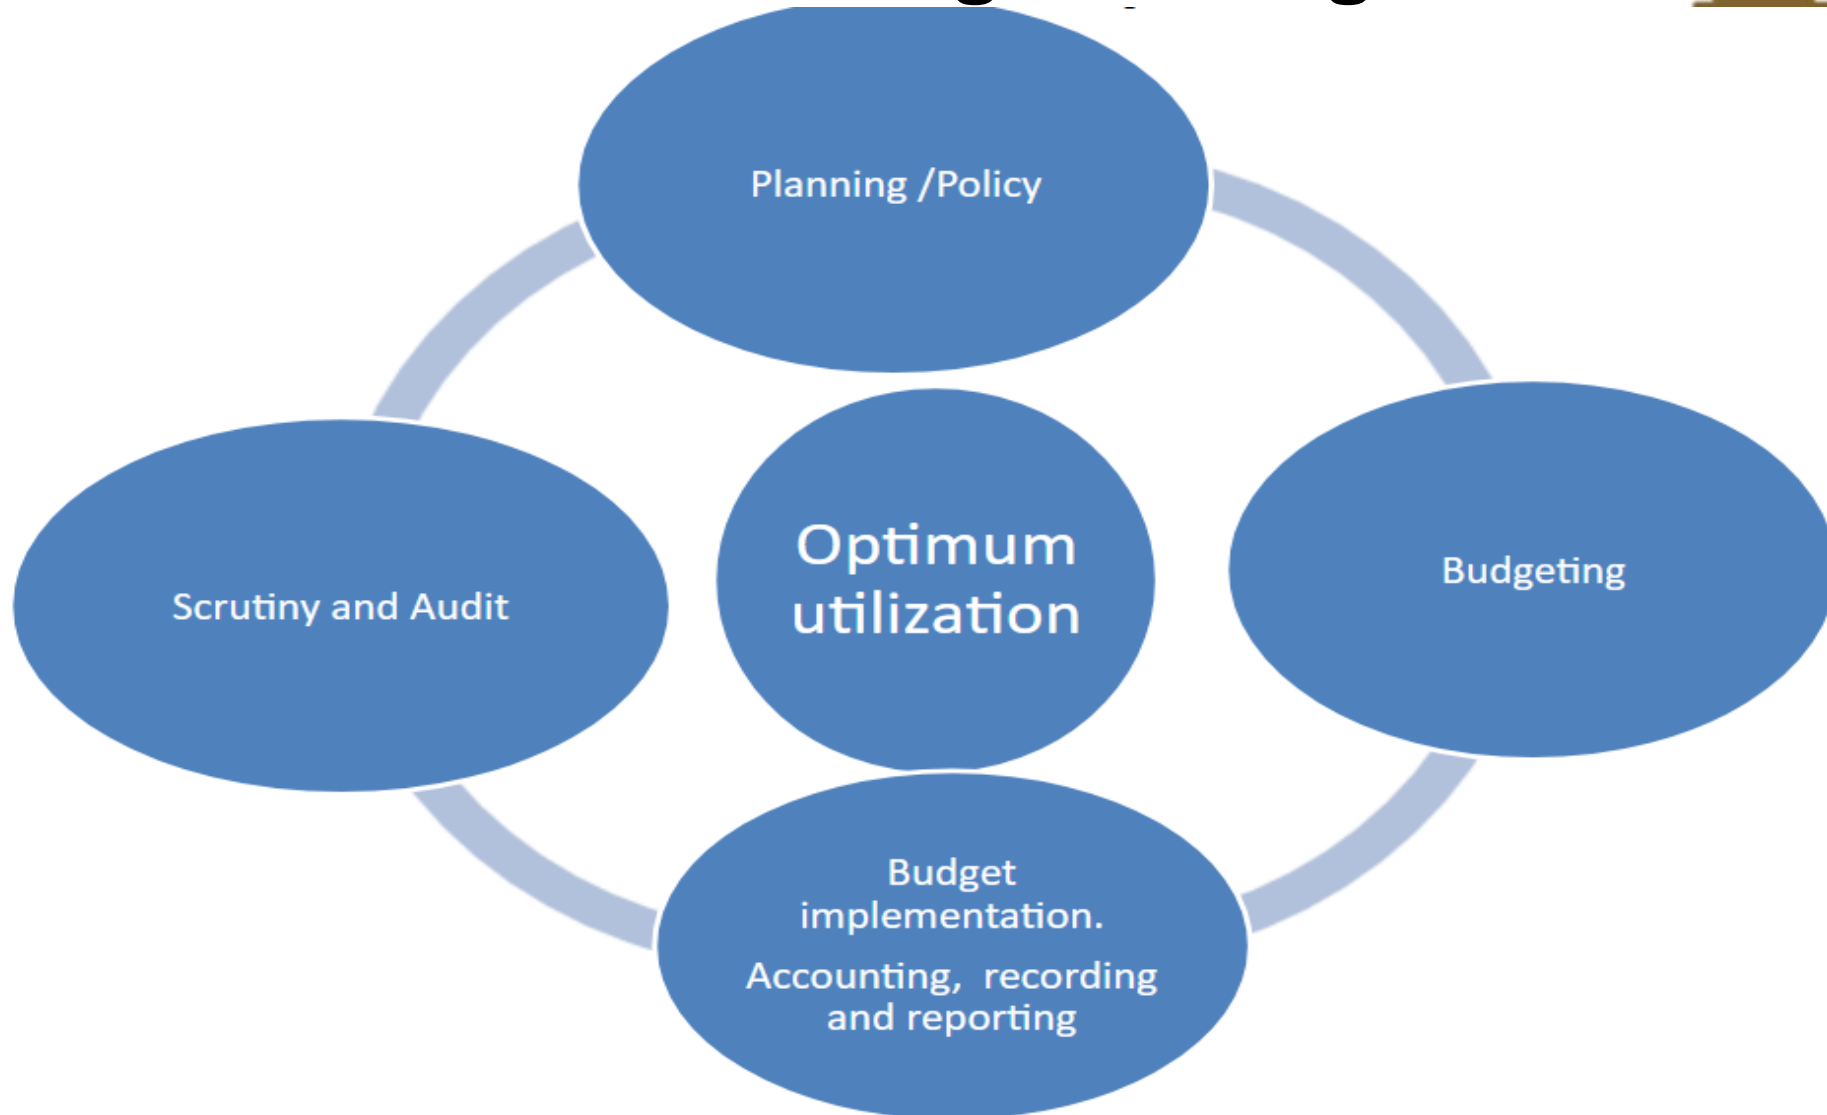 Planning /Policy
Optimum
utilization
Budgeting
Scrutiny and Audit
Budget
implementation.
Accounting,  recording
and reporting